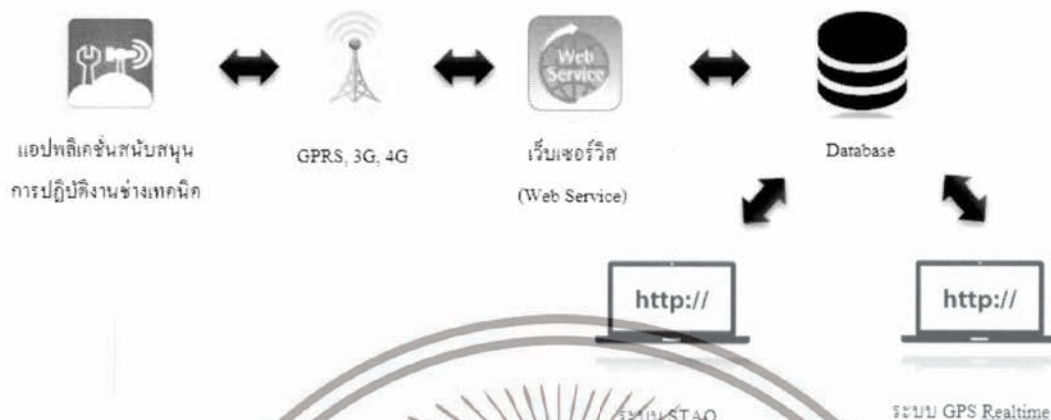 Web
Service
แอปพลิเคชั่นสนับสนุน
การปฏิบัติงานช่างเทคนิค
GPRS, 3G, 4G
เว็บเซอร์วิส
(Web Service)
Database
http://
http://
ระบบ STAO
ระบบ GPS Realtime